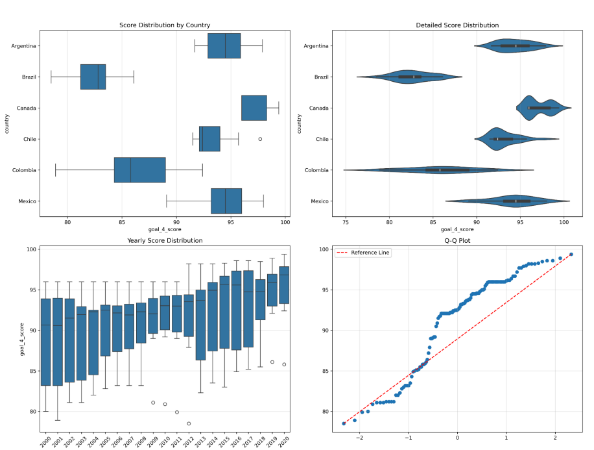 Score Distribution by Country
Argentina
Brazil
Canada
Chile
Colombia
Mexico
country
80 85 90 95 100
goal_4_score
Detailed Score Distribution
Argentina
Brazil
Canada
Chile
Colombia
Mexico
country
75 80 85 90 95 100
goal_4_score
Yearly Score Distribution
100
95
90
85
80
goal_4_score
2000 2001 2002 2003 2004 2005 2006 2007 2008 2009 2010 2011 2012 2013 2014 2015 2016 2017 2018 2019 2020
Q-Q Plot
Reference Line
100
95
90
85
80
−2 −1 0 1 2